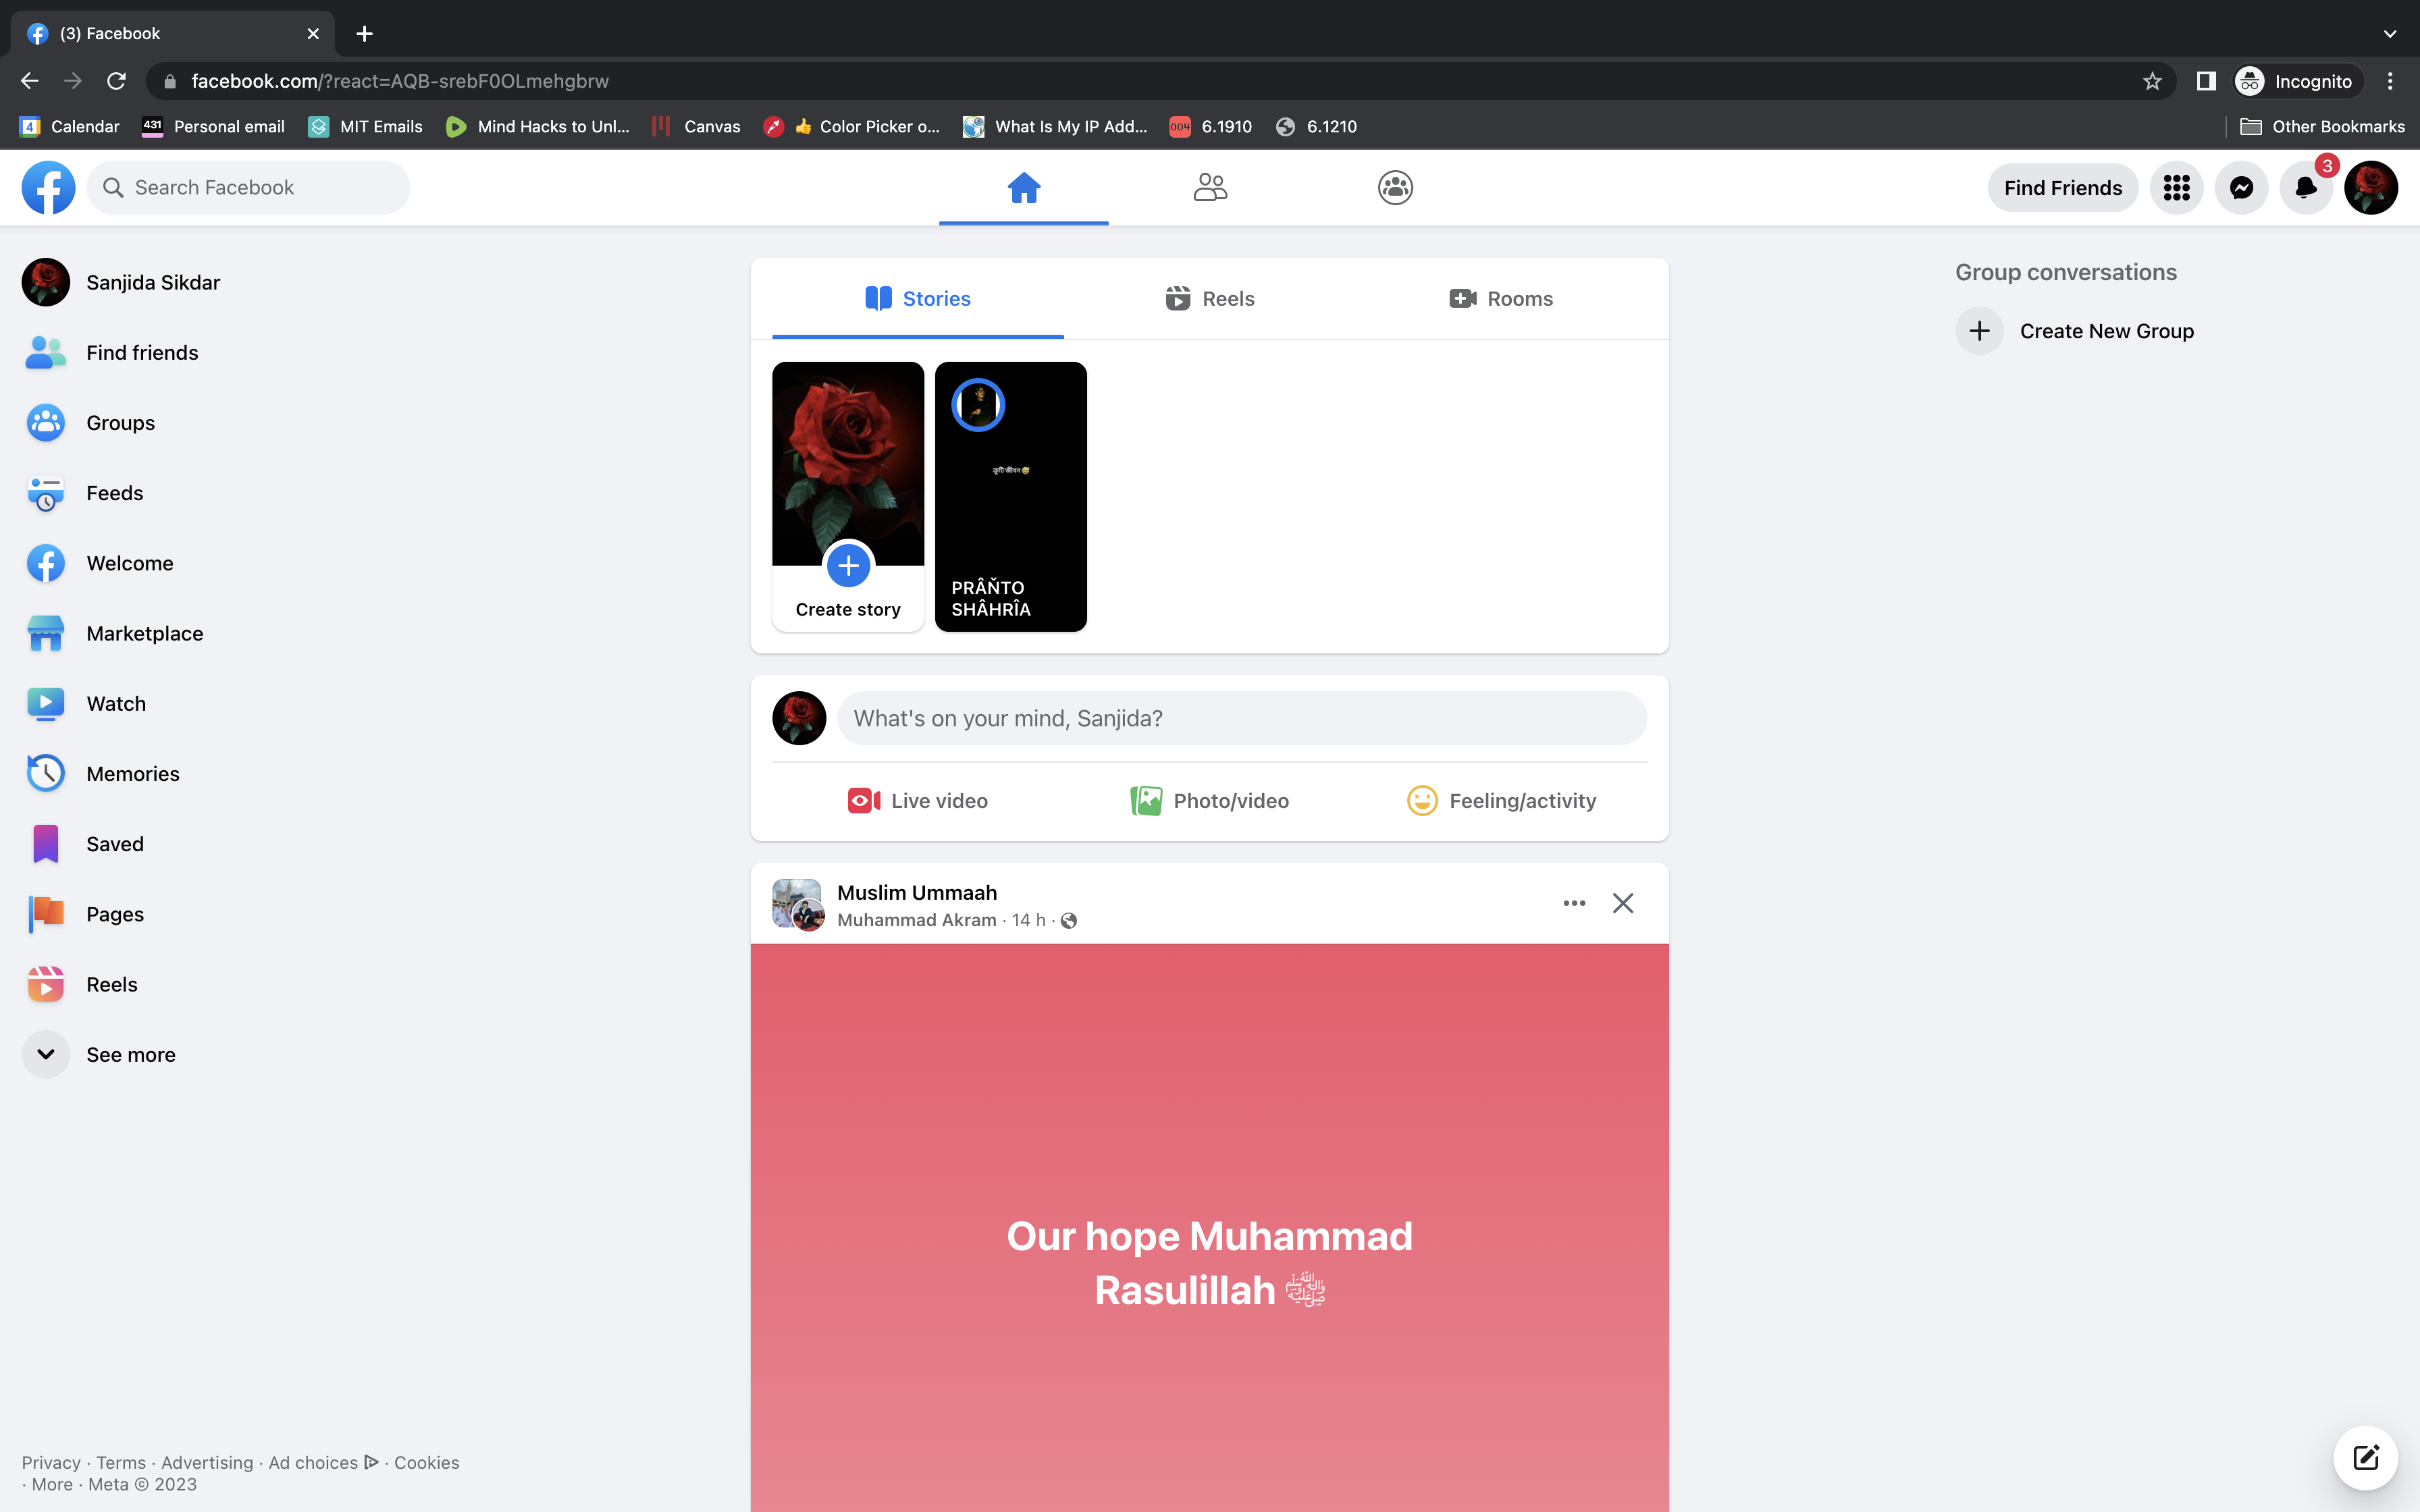 (3) Facebook
facebook.com/?react=AQB-srebF0OLmehgbrw
Incognito
4 Calendar
431 Personal email
MIT Emails
Mind Hacks to Unl...
Canvas
👍 Color Picker o...
What Is My IP Add...
004 6.1910
6.1210
Other Bookmarks
Search Facebook
Find Friends
3
Sanjida Sikdar
Find friends
Groups
Feeds
Welcome
Marketplace
Watch
Memories
Saved
Pages
Reels
See more
Privacy · Terms · Advertising · Ad choices · Cookies
· More · Meta © 2023
Stories
Reels
Rooms
Create story
PRÂŇTO
SHÂHRÎA
What's on your mind, Sanjida?
Live video
Photo/video
Feeling/activity
Muslim Ummaah
Muhammad Akram · 14 h ·
Our hope Muhammad
Rasulillah ﷺ
Group conversations
Create New Group